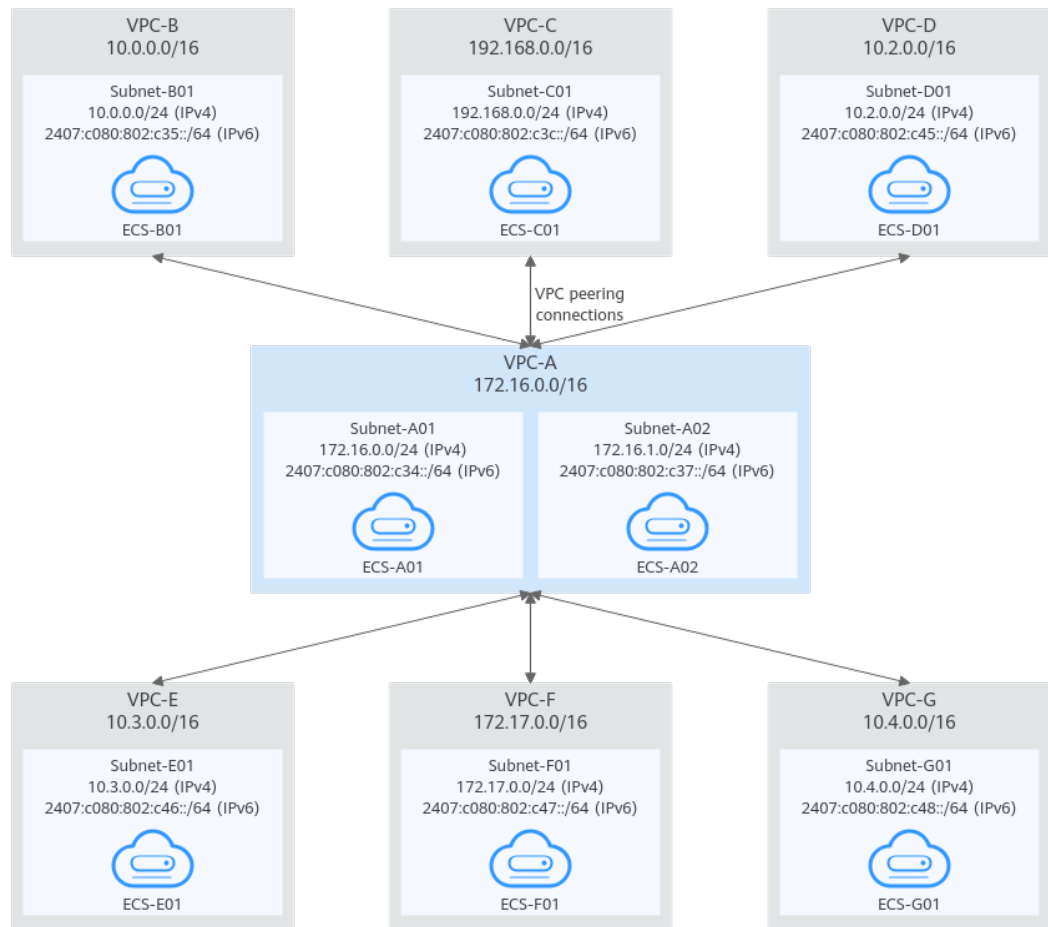 VPC-B
10.0.0.0/16
Subnet-B01
10.0.0.0/24 (IPv4)
2407:c080:802:c35::/64 (IPv6)
ECS-B01
VPC-C
192.168.0.0/16
Subnet-C01
192.168.0.0/24 (IPv4)
2407:c080:802:c3c::/64 (IPv6)
ECS-C01
VPC-D
10.2.0.0/16
Subnet-D01
10.2.0.0/24 (IPv4)
2407:c080:802:c45::/64 (IPv6)
ECS-D01
VPC peering
connections
VPC-A
172.16.0.0/16
Subnet-A01
172.16.0.0/24 (IPv4)
2407:c080:802:c34::/64 (IPv6)
ECS-A01
Subnet-A02
172.16.1.0/24 (IPv4)
2407:c080:802:c37::/64 (IPv6)
ECS-A02
VPC-E
10.3.0.0/16
Subnet-E01
10.3.0.0/24 (IPv4)
2407:c080:802:c46::/64 (IPv6)
ECS-E01
VPC-F
172.17.0.0/16
Subnet-F01
172.17.0.0/24 (IPv4)
2407:c080:802:c47::/64 (IPv6)
ECS-F01
VPC-G
10.4.0.0/16
Subnet-G01
10.4.0.0/24 (IPv4)
2407:c080:802:c48::/64 (IPv6)
ECS-G01